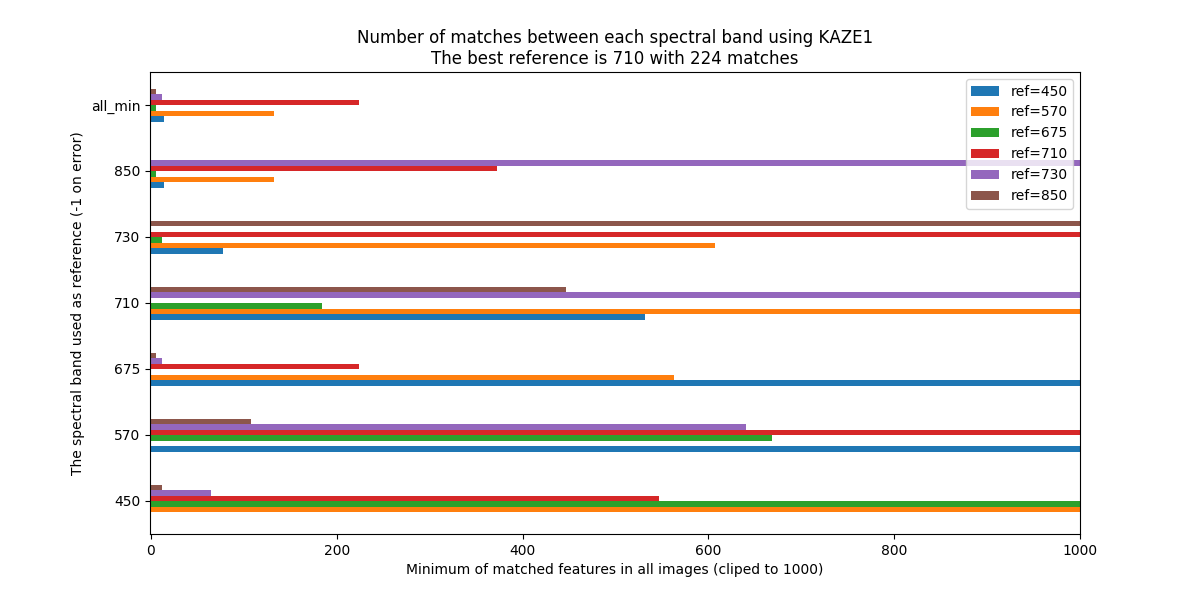 Number of matches between each spectral band using KAZE1
The best reference is 710 with 224 matches
The spectral band used as reference (-1 on error)
all_min
850
730
710
675
570
450
ref=450
ref=570
ref=675
ref=710
ref=730
ref=850
0 200 400 600 800 1000
Minimum of matched features in all images (cliped to 1000)